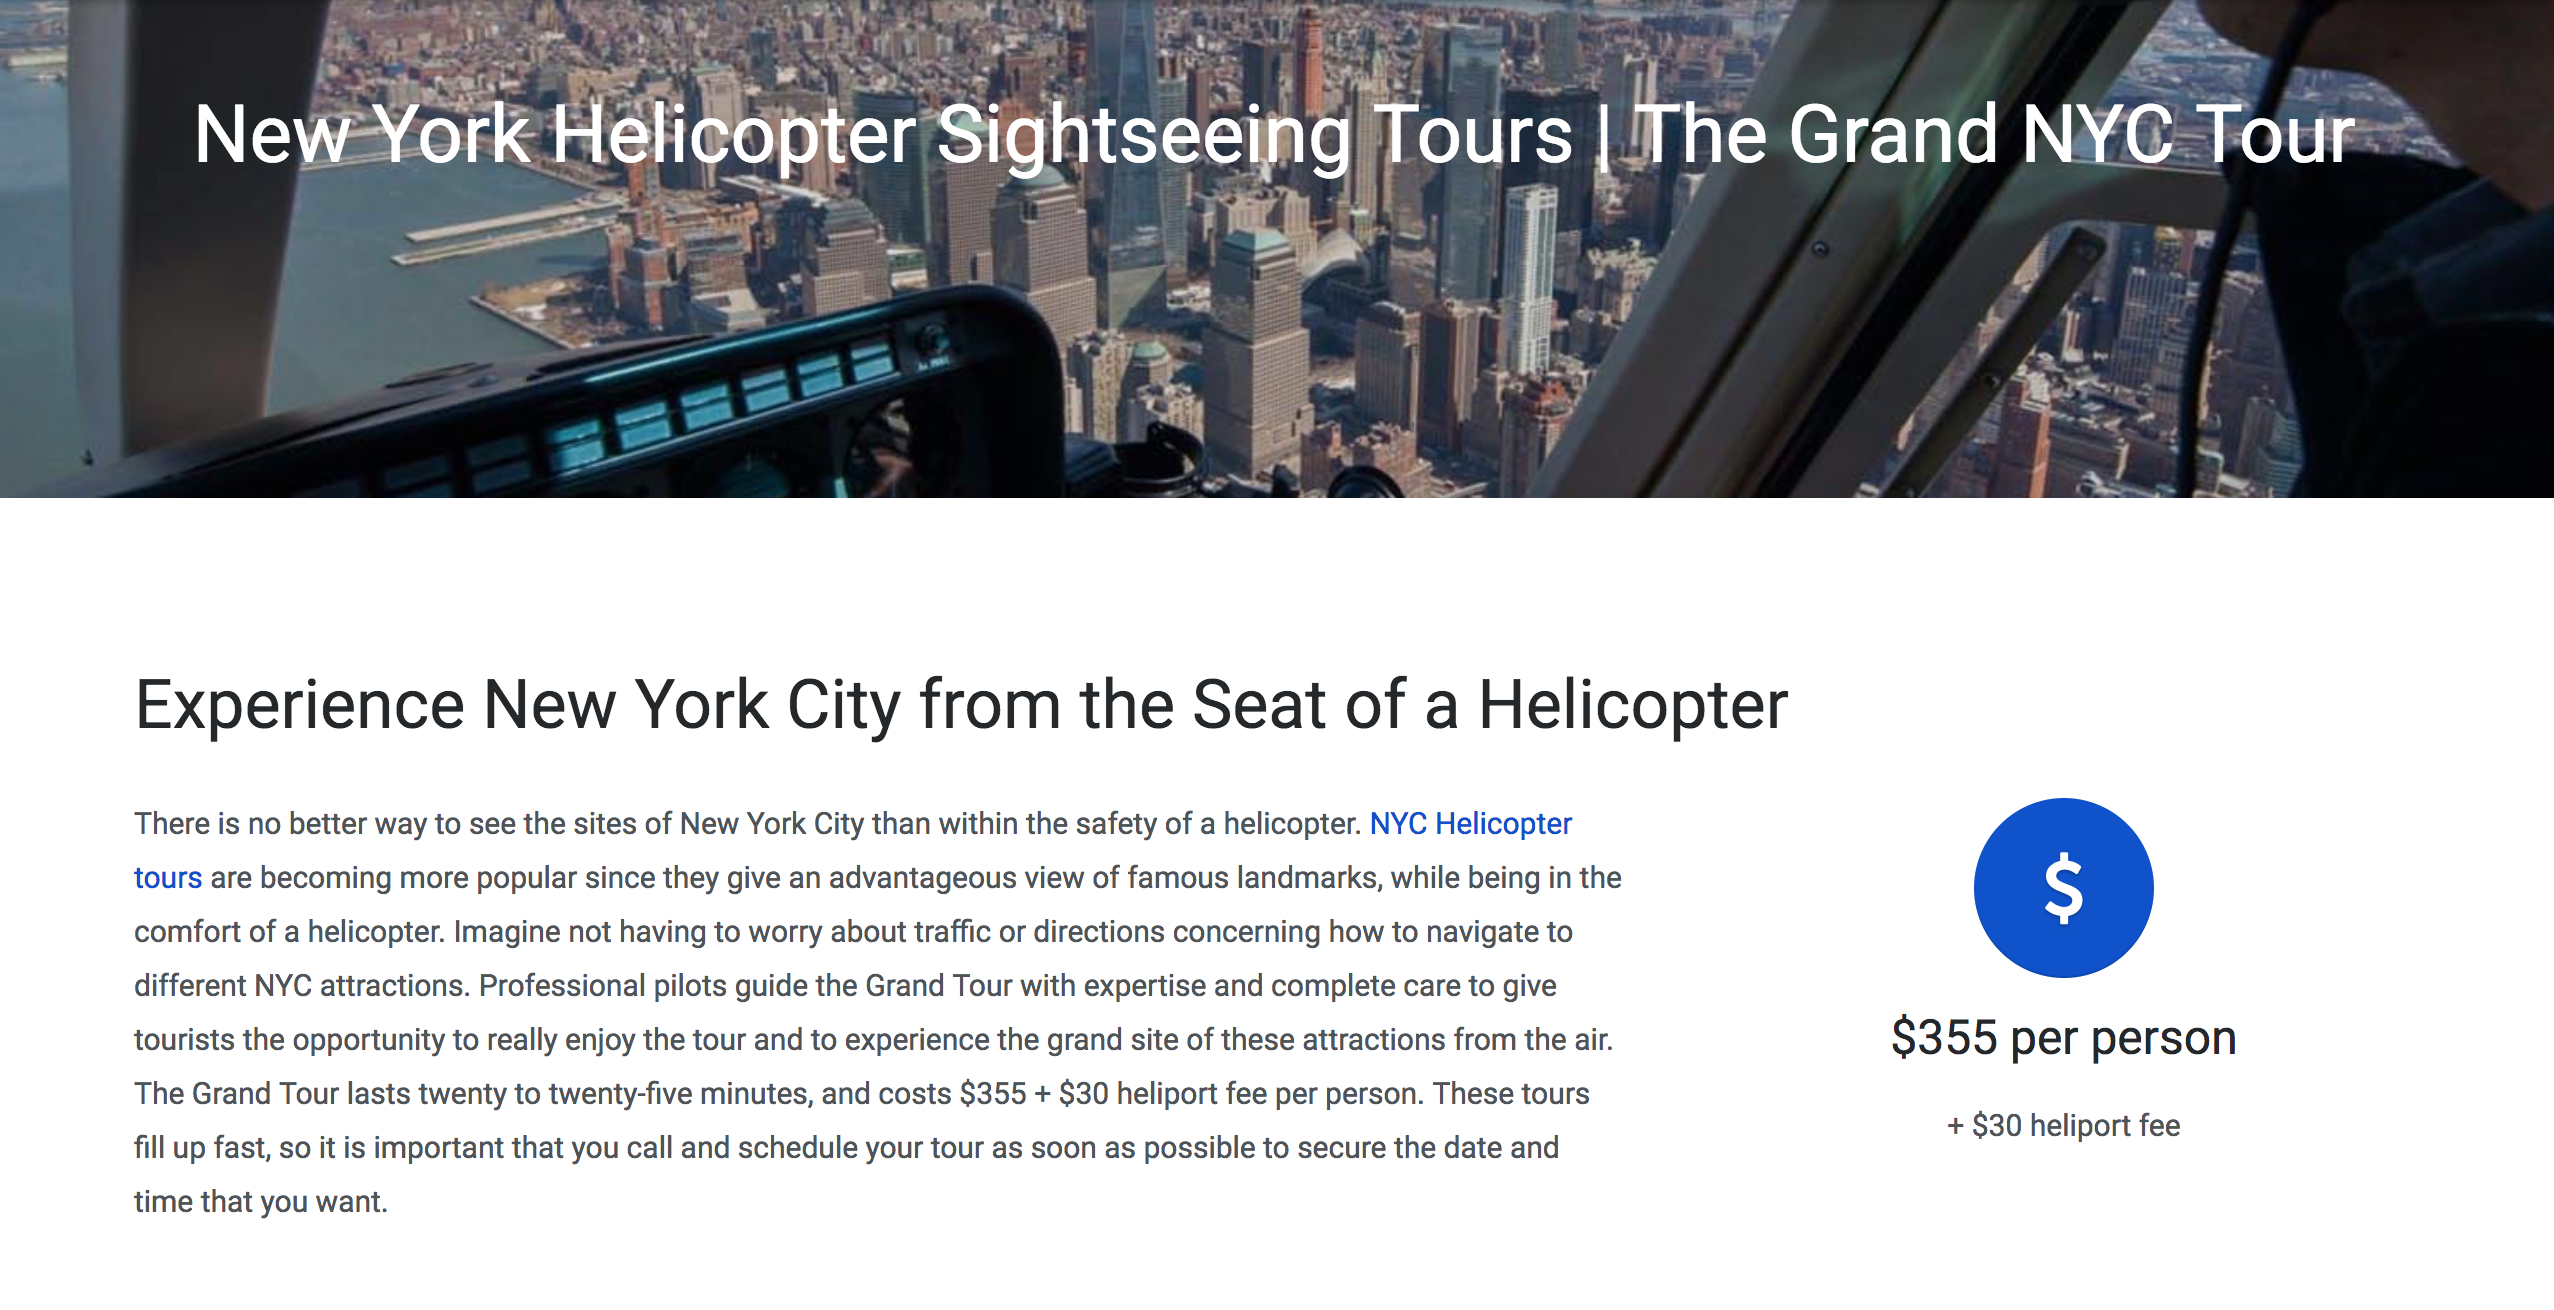 New York Helicopter Sightseeing Tours | The Grand NYC Tour
Experience New York City from the Seat of a Helicopter
There is no better way to see the sites of New York City than within the safety of a helicopter. NYC Helicopter
tours are becoming more popular since they give an advantageous view of famous landmarks, while being in the
comfort of a helicopter. Imagine not having to worry about traffic or directions concerning how to navigate to
different NYC attractions. Professional pilots guide the Grand Tour with expertise and complete care to give
tourists the opportunity to really enjoy the tour and to experience the grand site of these attractions from the air.
The Grand Tour lasts twenty to twenty-five minutes, and costs $355 + $30 heliport fee per person. These tours
fill up fast, so it is important that you call and schedule your tour as soon as possible to secure the date and
time that you want.
$
$355 per person
+ $30 heliport fee